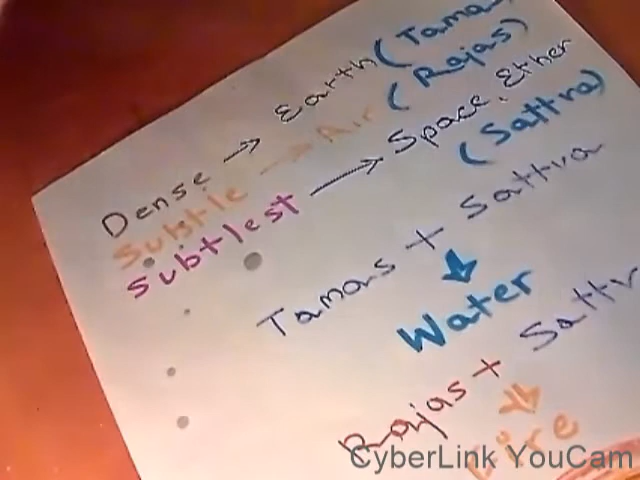 Dense → Earth (Tamas
Subtle → Air (Rajas)
Subtlest → Space, Ether
(Sattva)
Tamas + Sattva
Water
Rajas + Sattv
Fire
CyberLink YouCam